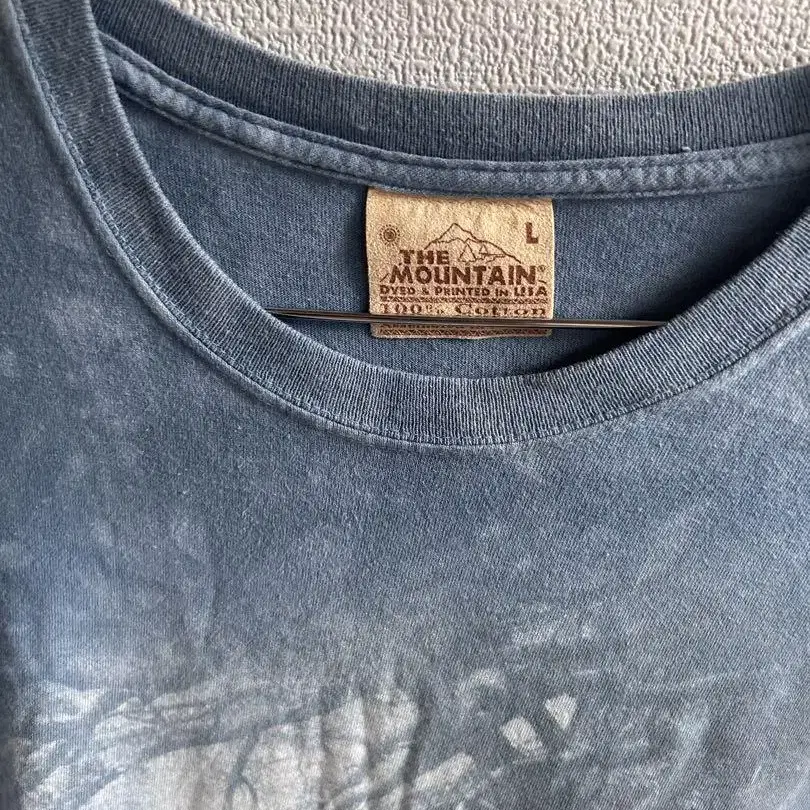 L
THE
MOUNTAIN®
DYED & PRINTED IN USA
100% Cotton